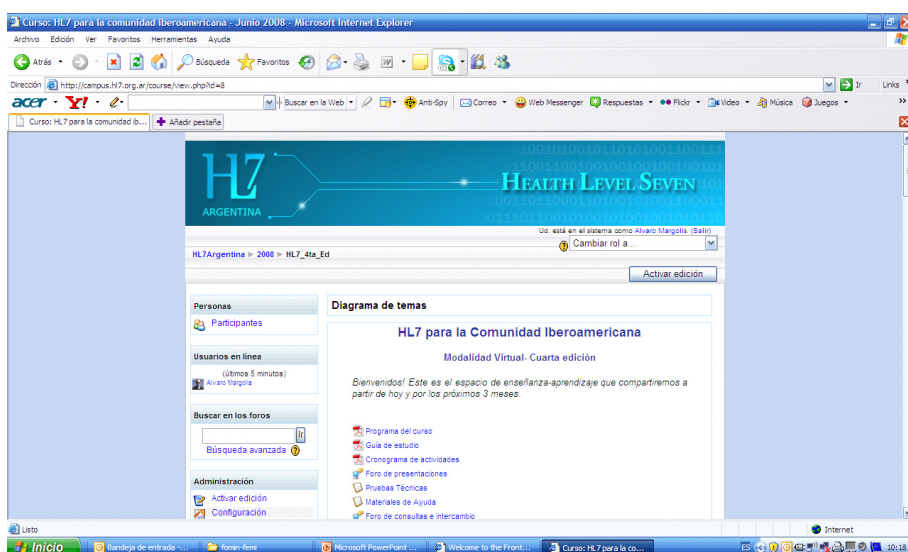 Curso: HL7 para la comunidad iberoamericana - Junio 2008 - Microsoft Internet Explorer
Archivo Edición Ver Favoritos Herramientas Ayuda
Atrás Búsqueda Favoritos
Dirección http://campus.hl7.org.ar/course/view.php?id=8 Ir Links
acer Y! Buscar en la Web Anti-Spy Correo Web Messenger Respuestas Flickr Video Música Juegos
Curso: HL7 para la comunidad ib... Añadir pestaña
HL7
HEALTH LEVEL SEVEN
ARGENTINA
Ud. está en el sistema como Alvaro Margolis. (Salir)
Cambiar rol a...
HL7Argentina ► 2008 ► HL7_4ta_Ed
Activar edición
Personas
Participantes
Usuarios en línea
(últimos 5 minutos)
Alvaro Margolis
Buscar en los foros
Ir
Búsqueda avanzada
Administración
Activar edición
Configuración
Diagrama de temas
HL7 para la Comunidad Iberoamericana
Modalidad Virtual- Cuarta edición
Bienvenidos! Este es el espacio de enseñanza-aprendizaje que compartiremos a
partir de hoy y por los próximos 3 meses.
Programa del curso
Guía de estudio
Cronograma de actividades
Foro de presentaciones
Pruebas Técnicas
Materiales de Ayuda
Foro de consultas e intercambio
Listo Internet
Inicio Bandeja de entrada -... fomin-femi Microsoft PowerPoint ... Welcome to the Front... Curso: HL7 para la co... ES 10:18